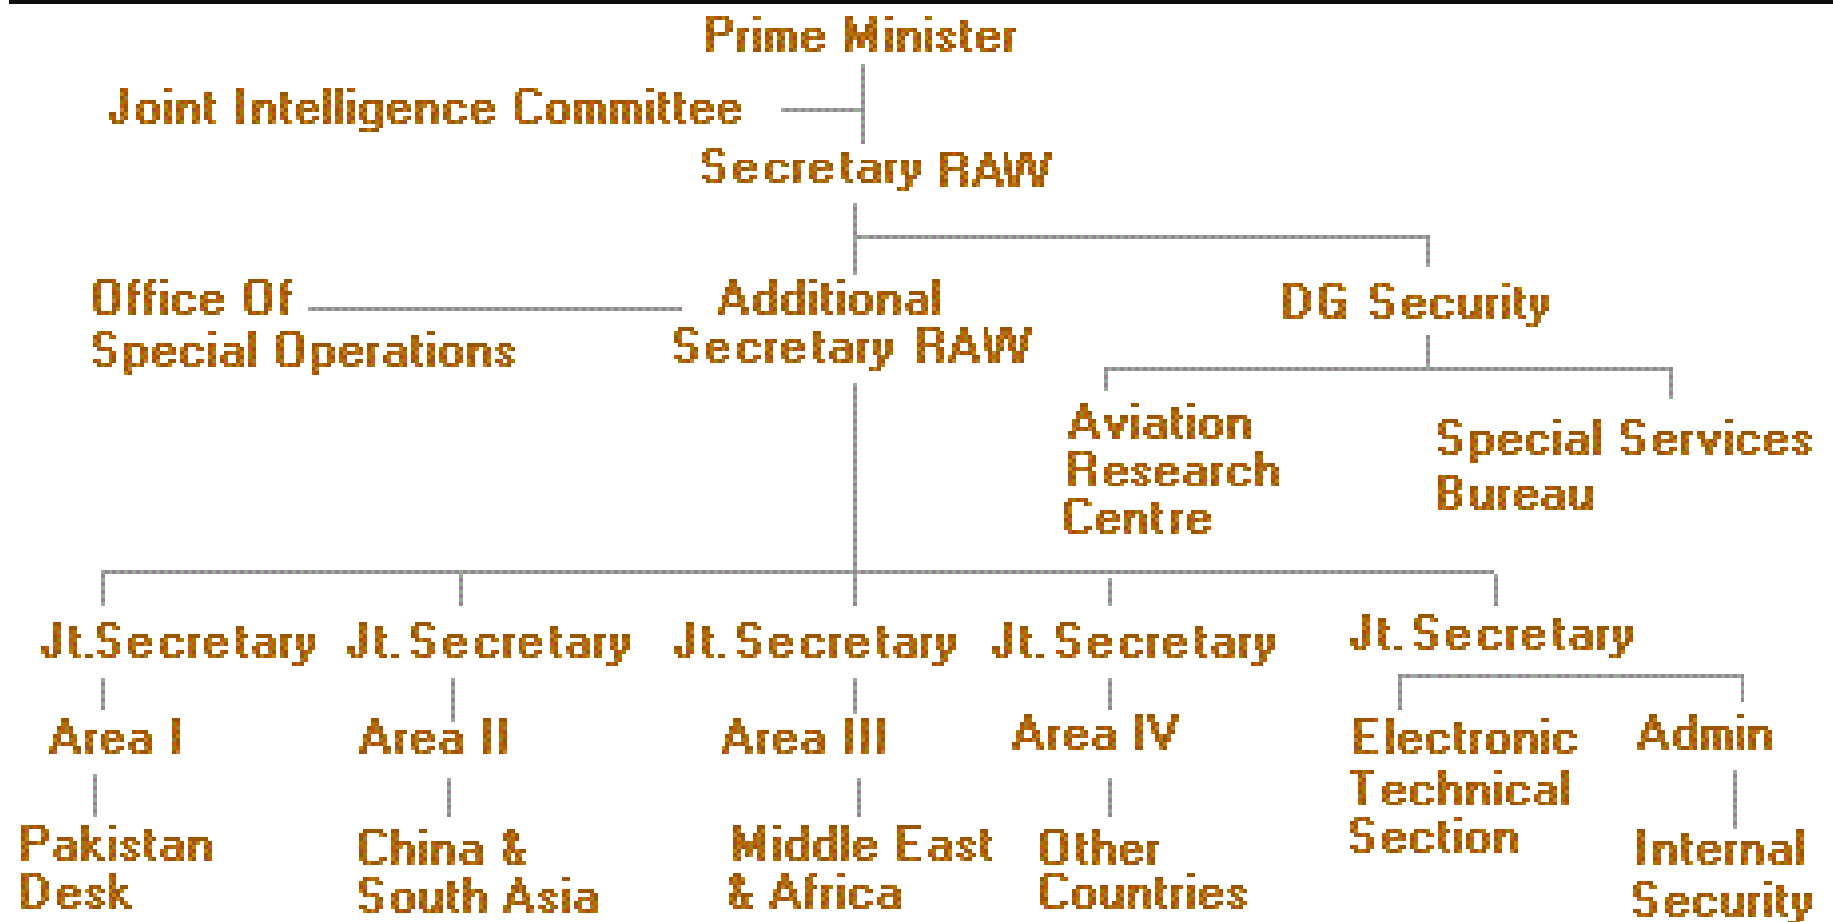 Prime Minister
Joint Intelligence Committee
Secretary RAW
Office Of
Special Operations
Additional
Secretary RAW
DG Security
Aviation
Research
Centre
Special Services
Bureau
Jt.Secretary
Jt. Secretary
Jt. Secretary
Jt. Secretary
Jt. Secretary
Area I
Area II
Area III
Area IV
Electronic
Technical
Section
Admin
Pakistan
Desk
China &
South Asia
Middle East
& Africa
Other
Countries
Internal
Security